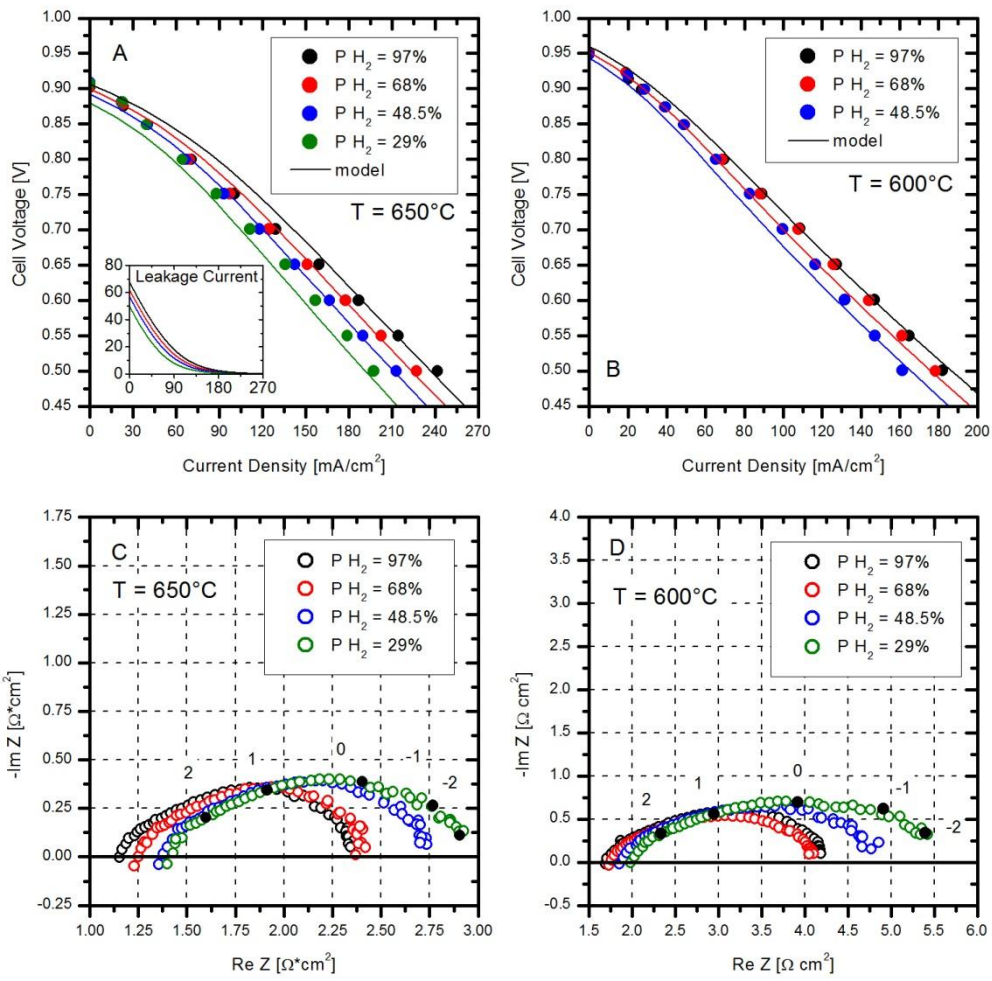 A
P H2 = 97%
P H2 = 68%
P H2 = 48.5%
P H2 = 29%
model
T = 650°C
Cell Voltage [V]
1.00
0.95
0.90
0.85
0.80
0.75
0.70
0.65
0.60
0.55
0.50
0.45
Leakage Current
80
60
40
20
0
0 90 180 270
0 30 60 90 120 150 180 210 240 270
Current Density [mA/cm2]
P H2 = 97%
P H2 = 68%
P H2 = 48.5%
model
T = 600°C
B
Cell Voltage [V]
1.00
0.95
0.90
0.85
0.80
0.75
0.70
0.65
0.60
0.55
0.50
0.45
0 20 40 60 80 100 120 140 160 180 200
Current Density [mA/cm2]
C
T = 650°C
P H2 = 97%
P H2 = 68%
P H2 = 48.5%
P H2 = 29%
-Im Z [Ω*cm2]
1.75
1.50
1.25
1.00
0.75
0.50
0.25
0.00
-0.25
2 1 0 -1 -2
1.00 1.25 1.50 1.75 2.00 2.25 2.50 2.75 3.00
Re Z [Ω*cm2]
D
T = 600°C
P H2 = 97%
P H2 = 68%
P H2 = 48.5%
P H2 = 29%
-Im Z [Ω cm2]
4.0
3.5
3.0
2.5
2.0
1.5
1.0
0.5
0.0
-0.5
2 1 0 -1 -2
1.5 2.0 2.5 3.0 3.5 4.0 4.5 5.0 5.5 6.0
Re Z [Ω cm2]